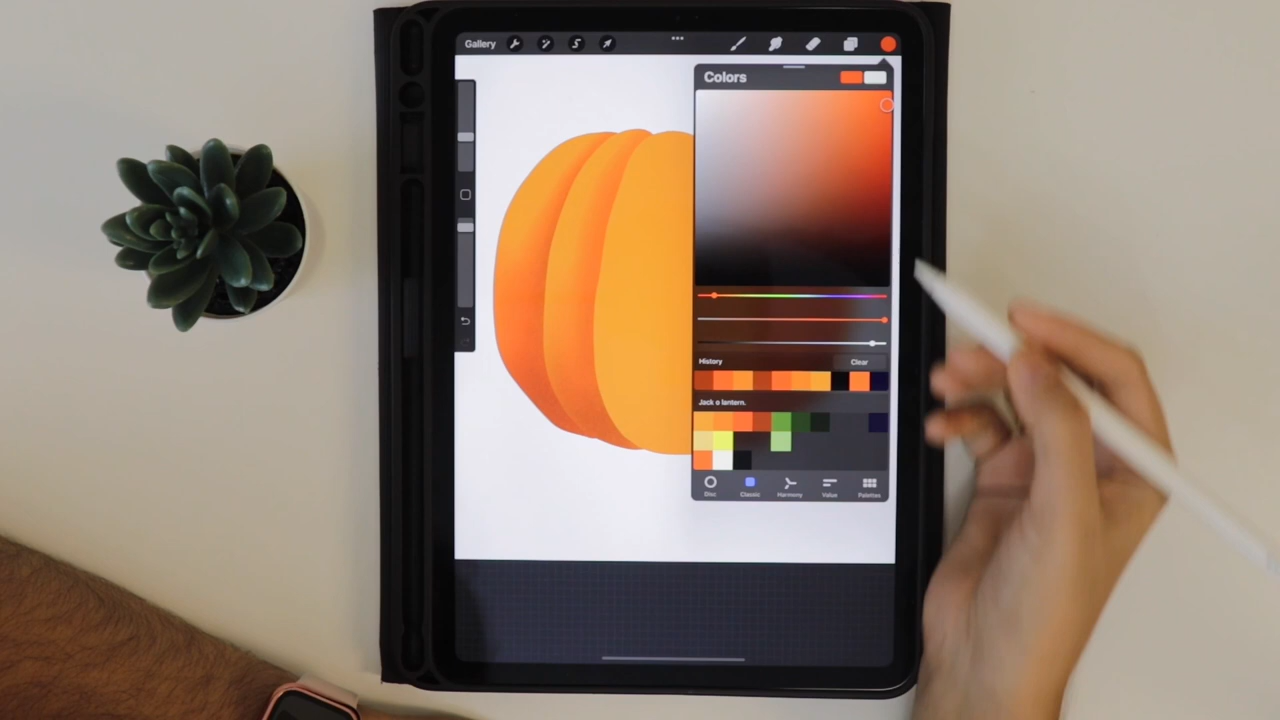 Gallery
Colors
History
Clear
Jack o lantern.
Disc
Classic
Harmony
Value
Palettes